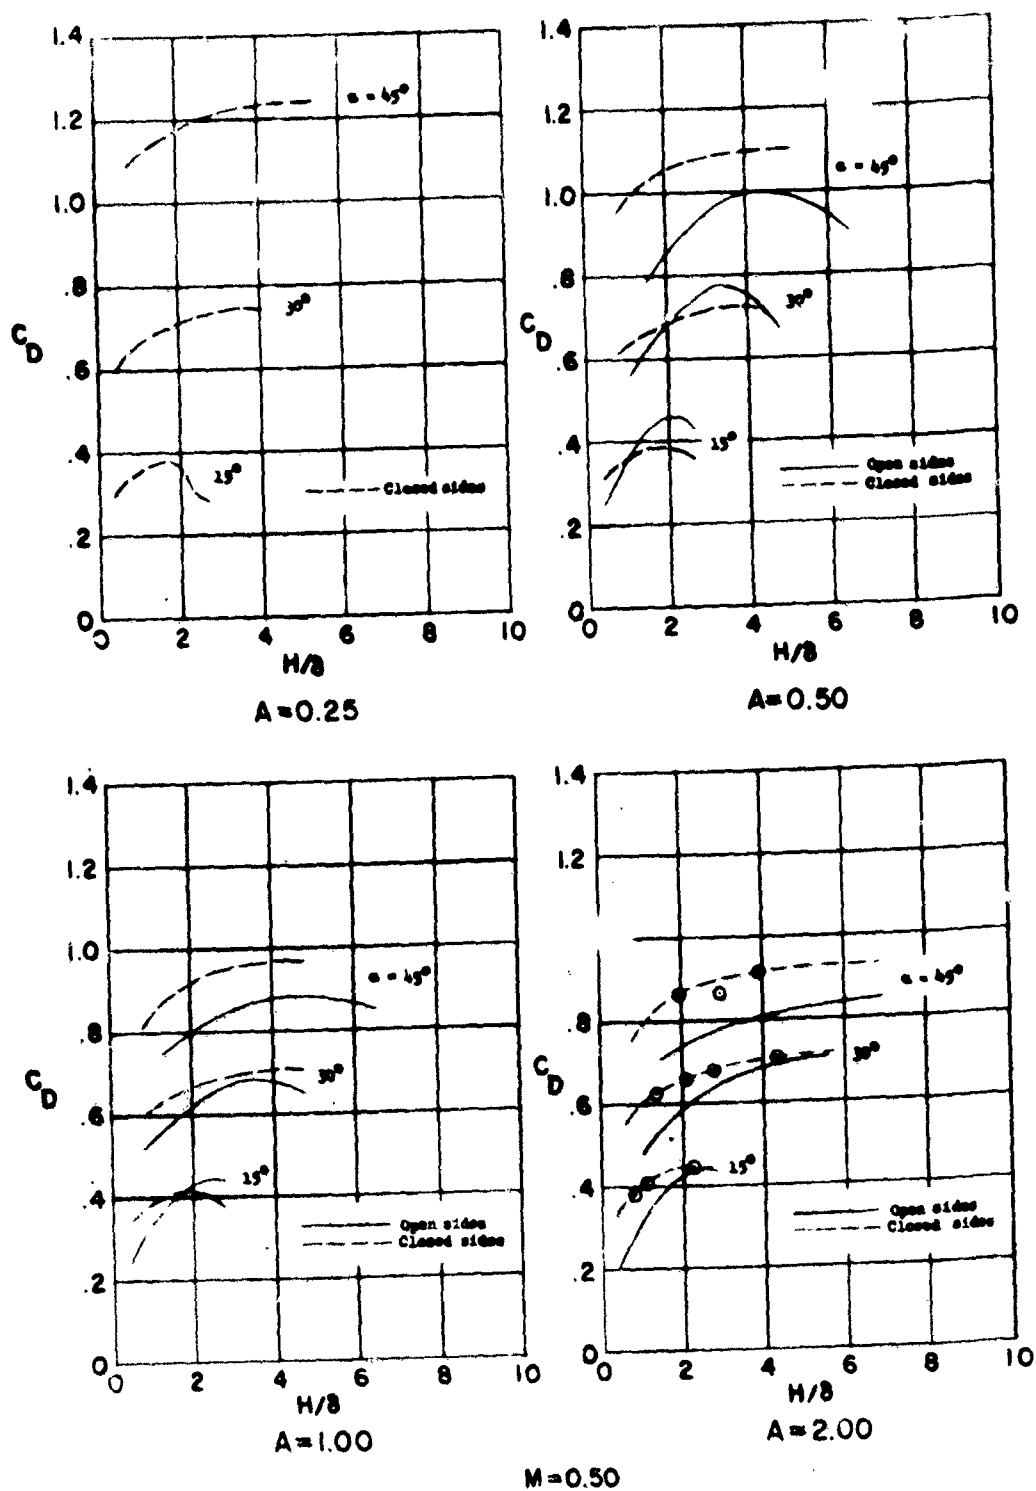 1.4
1.2
1.0
.8
.6
.4
.2
0
C_D
α = 45°
30°
15°
Closed sides
0 2 4 6 8 10
H/δ
A=0.25
1.4
1.2
1.0
.8
.6
.4
.2
0
C_D
α = 45°
30°
15°
Open sides
Closed sides
0 2 4 6 8 10
H/δ
A=0.50
1.4
1.2
1.0
.8
.6
.4
.2
0
C_D
α = 45°
30°
15°
Open sides
Closed sides
0 2 4 6 8 10
H/δ
A=1.00
1.4
1.2
.8
.6
.4
.2
0
C_D
α = 45°
30°
15°
Open sides
Closed sides
0 2 4 6 8 10
H/δ
A=2.00
M=0.50